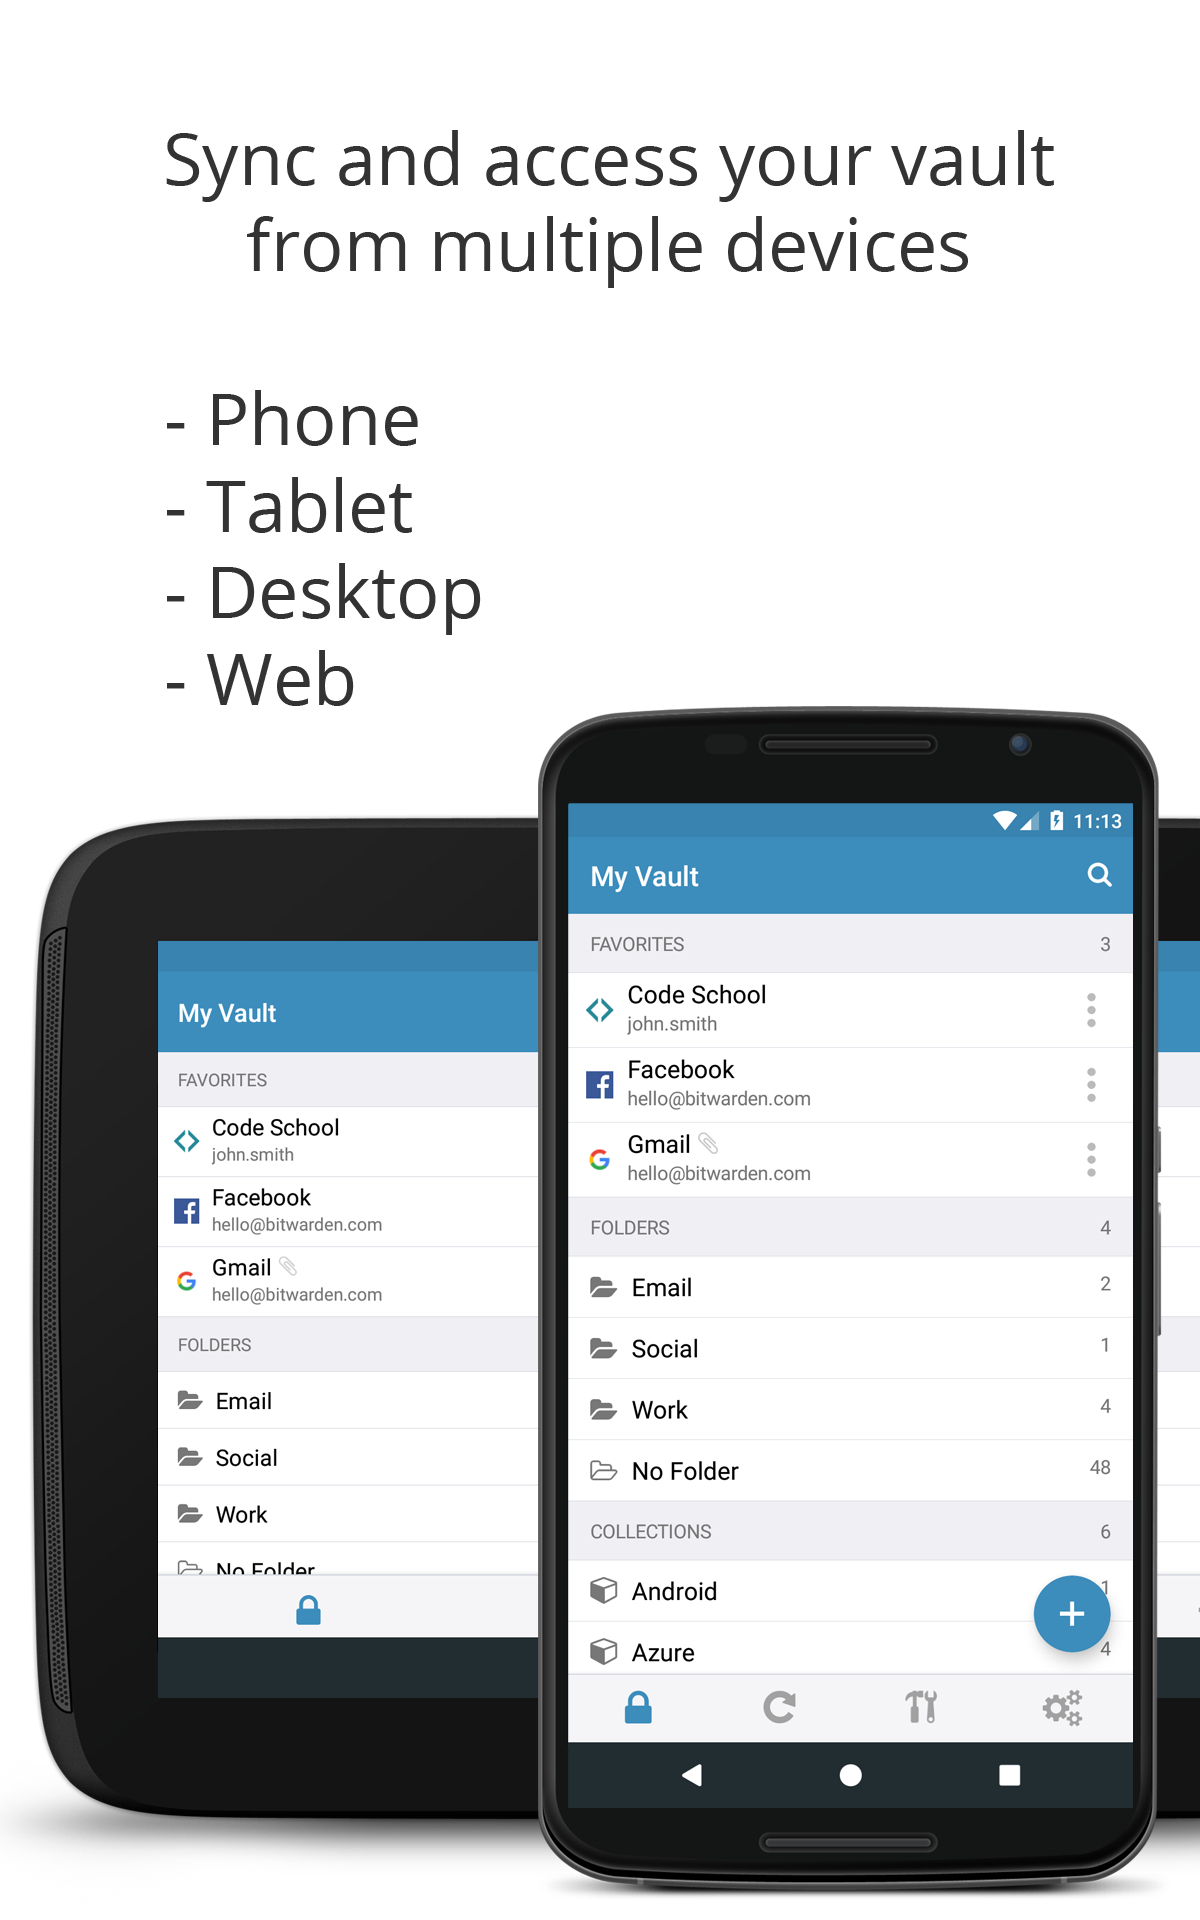 Sync and access your vault
from multiple devices
- Phone
- Tablet
- Desktop
- Web
My Vault
FAVORITES
Code School
john.smith
Facebook
hello@bitwarden.com
Gmail
hello@bitwarden.com
FOLDERS
Email
Social
Work
No Folder
11:13
My Vault
FAVORITES 3
Code School
john.smith
Facebook
hello@bitwarden.com
Gmail
hello@bitwarden.com
FOLDERS 4
Email 2
Social 1
Work 4
No Folder 48
COLLECTIONS 6
Android 1
Azure 4